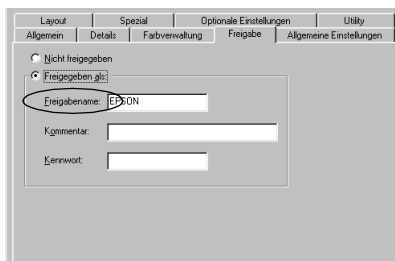 Layout Spezial Optionale Einstellungen Utility
Allgemein Details Farbverwaltung Freigabe Allgemeine Einstellungen
Nicht freigegeben
Freigegeben als:
Freigabename: EPSON
Kommentar:
Kennwort: